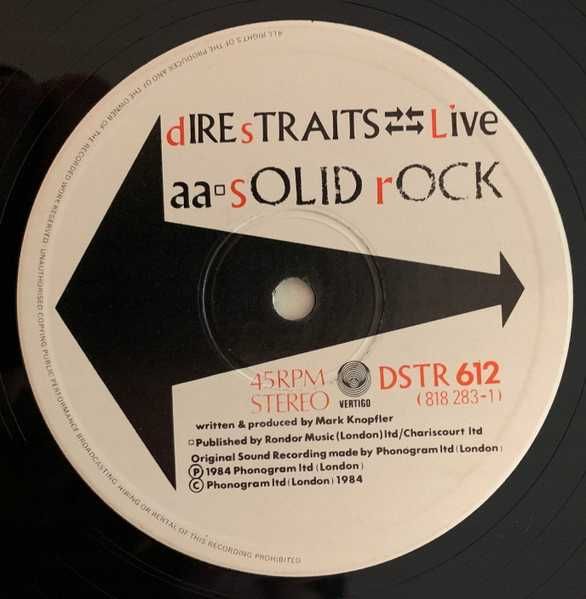 ALL RIGHTS OF THE PRODUCER AND OF THE OWNER OF THE RECORDED WORK RESERVED · UNAUTHORISED COPYING PUBLIC PERFORMANCE BROADCASTING HIRING OR RENTAL OF THIS RECORDING PROHIBITED
dIREsTRAITS⇄Live
aa▫sOLID rOCK
45RPM
STEREO
VERTIGO
DSTR 612
(818 283-1)
written & produced by Mark Knopfler
▫Published by Rondor Music (London) ltd/Chariscourt ltd
Original Sound Recording made by Phonogram ltd (London)
Ⓟ 1984 Phonogram ltd (London)
© Phonogram ltd (London) 1984